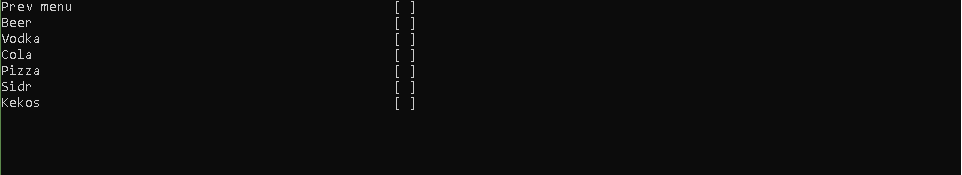 Prev menu [ ]
Beer [ ]
Vodka [ ]
Cola [ ]
Pizza [ ]
Sidr [ ]
Kekos [ ]